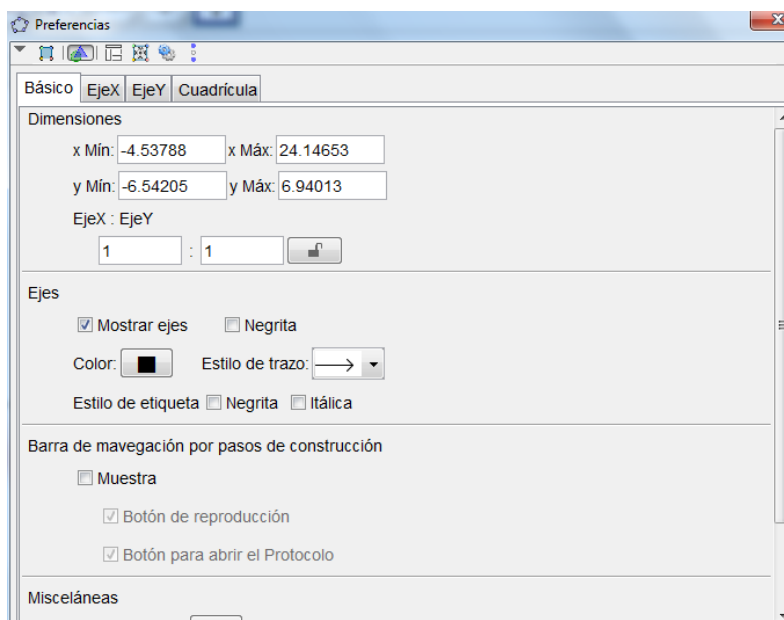 Preferencias
Básico EjeX EjeY Cuadrícula
Dimensiones
x Mín: -4.53788 x Máx: 24.14653
y Mín: -6.54205 y Máx: 6.94013
EjeX : EjeY
1 : 1
Ejes
Mostrar ejes Negrita
Color: Estilo de trazo:
Estilo de etiqueta Negrita Itálica
Barra de mavegación por pasos de construcción
Muestra
Botón de reproducción
Botón para abrir el Protocolo
Misceláneas